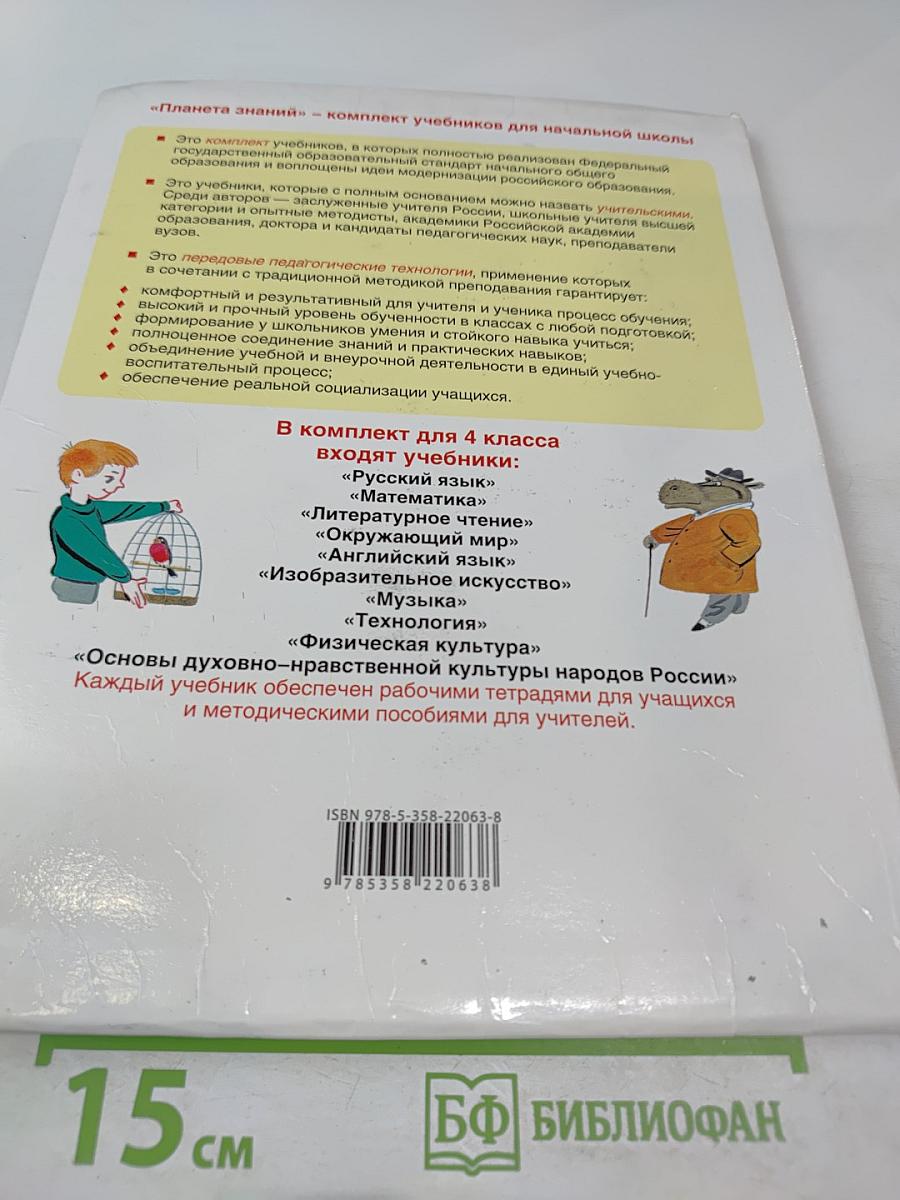 «Планета знаний» – комплект учебников для начальной школы
Это комплект учебников, в которых полностью реализован Федеральный
государственный образовательный стандарт начального общего
образования и воплощены идеи модернизации российского образования.
Это учебники, которые с полным основанием можно назвать учительскими.
Среди авторов — заслуженные учителя России, школьные учителя высшей
категории и опытные методисты, академики Российской академии
образования, доктора и кандидаты педагогических наук, преподаватели
вузов.
Это передовые педагогические технологии, применение которых
в сочетании с традиционной методикой преподавания гарантирует:
комфортный и результативный для учителя и ученика процесс обучения;
высокий и прочный уровень обученности в классах с любой подготовкой;
формирование у школьников умения и стойкого навыка учиться;
полноценное соединение знаний и практических навыков;
объединение учебной и внеурочной деятельности в единый учебно-
воспитательный процесс;
обеспечение реальной социализации учащихся.
В комплект для 4 класса
входят учебники:
«Русский язык»
«Математика»
«Литературное чтение»
«Окружающий мир»
«Английский язык»
«Изобразительное искусство»
«Музыка»
«Технология»
«Физическая культура»
«Основы духовно–нравственной культуры народов России»
Каждый учебник обеспечен рабочими тетрадями для учащихся
и методическими пособиями для учителей.
ISBN 978-5-358-22063-8
9 785358 220638
15 см
БФ БИБЛИОФАН